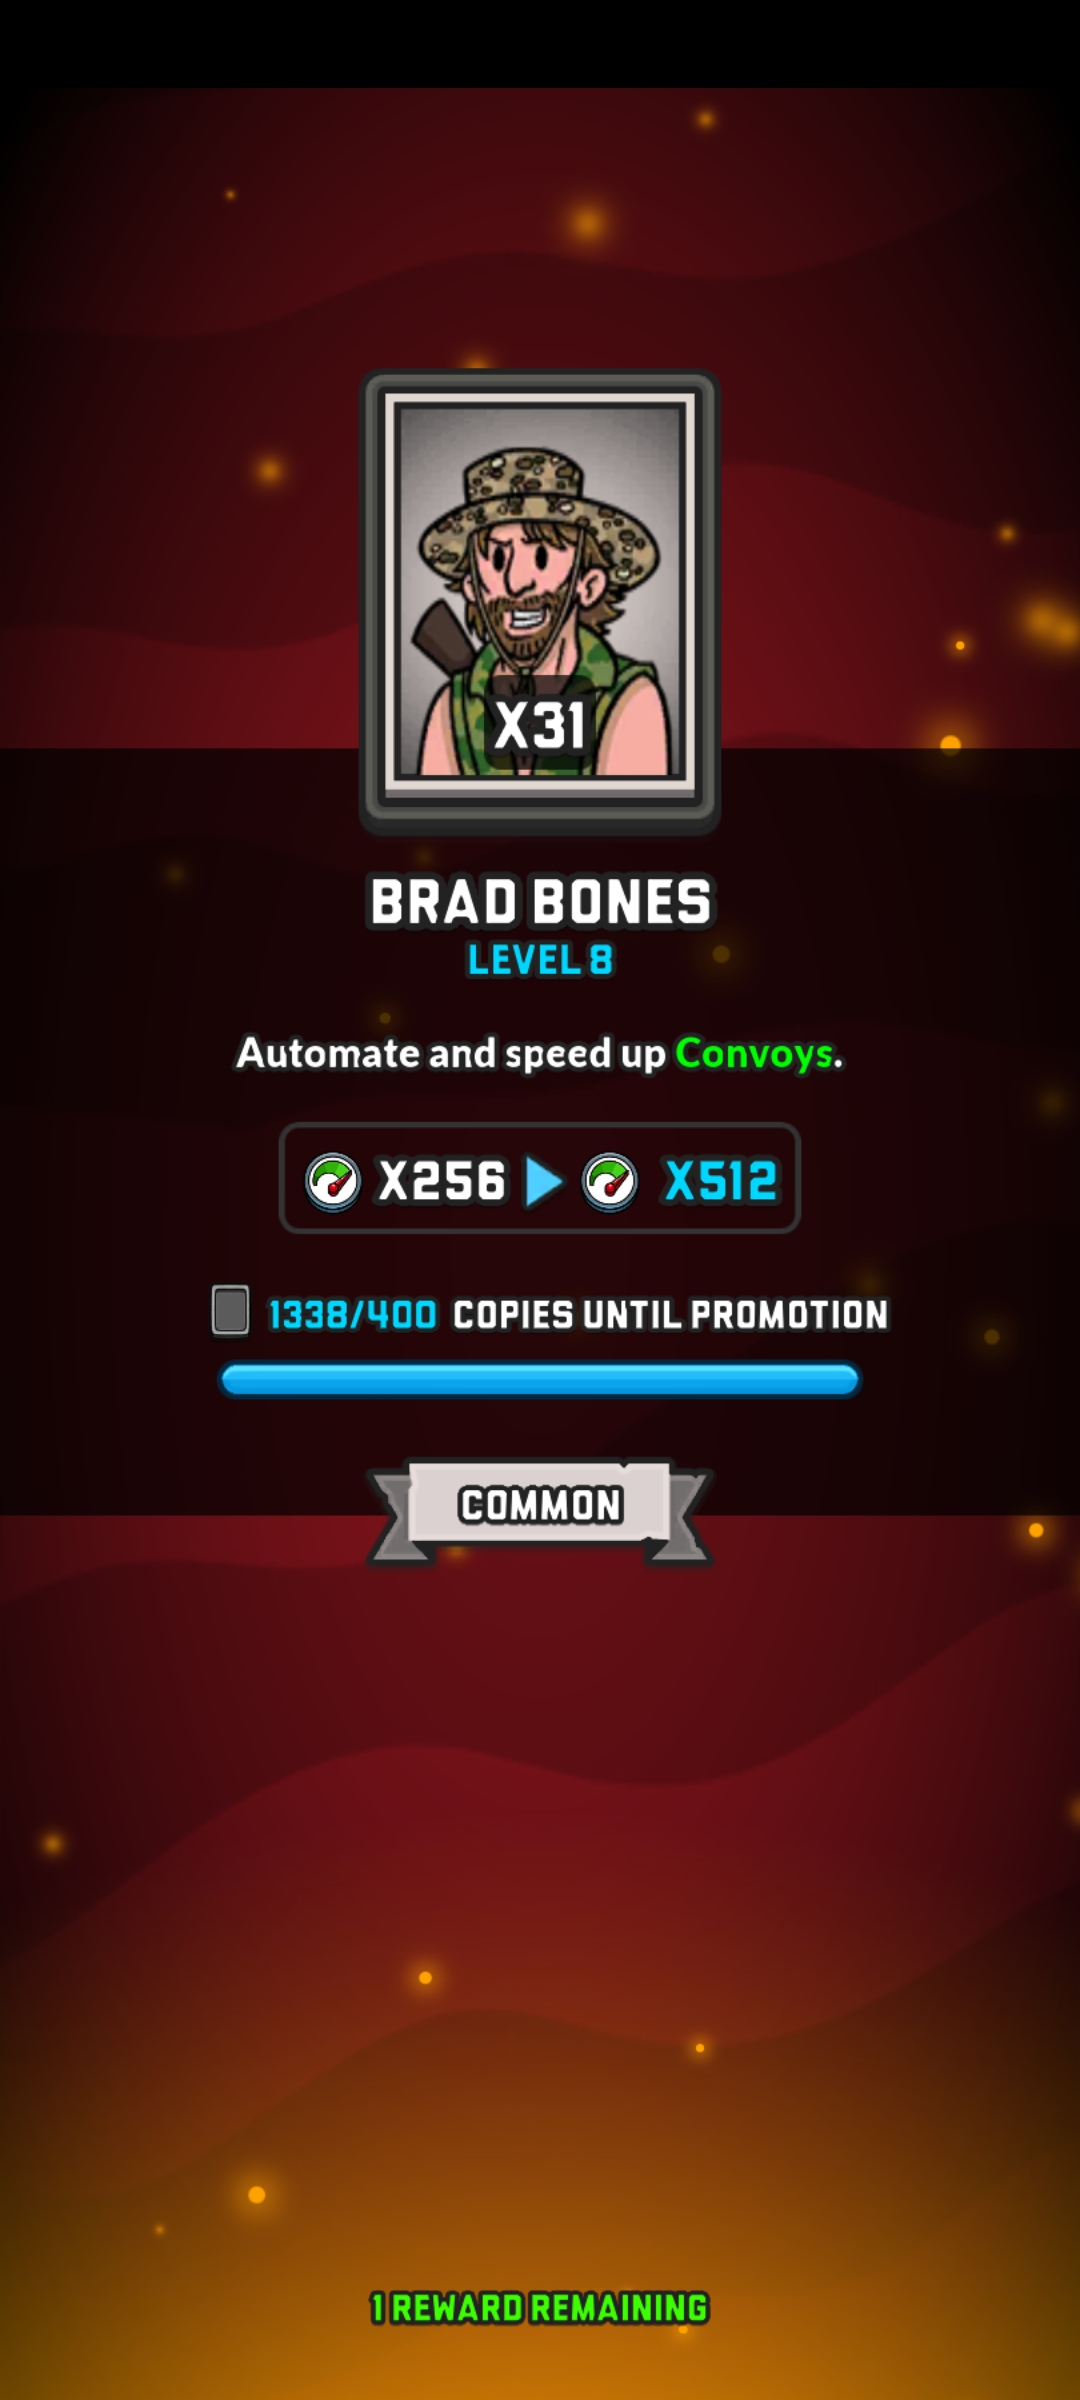 X31
BRAD BONES
LEVEL 8
Automate and speed up Convoys.
X256 X512
1338/400 COPIES UNTIL PROMOTION
COMMON
1 REWARD REMAINING